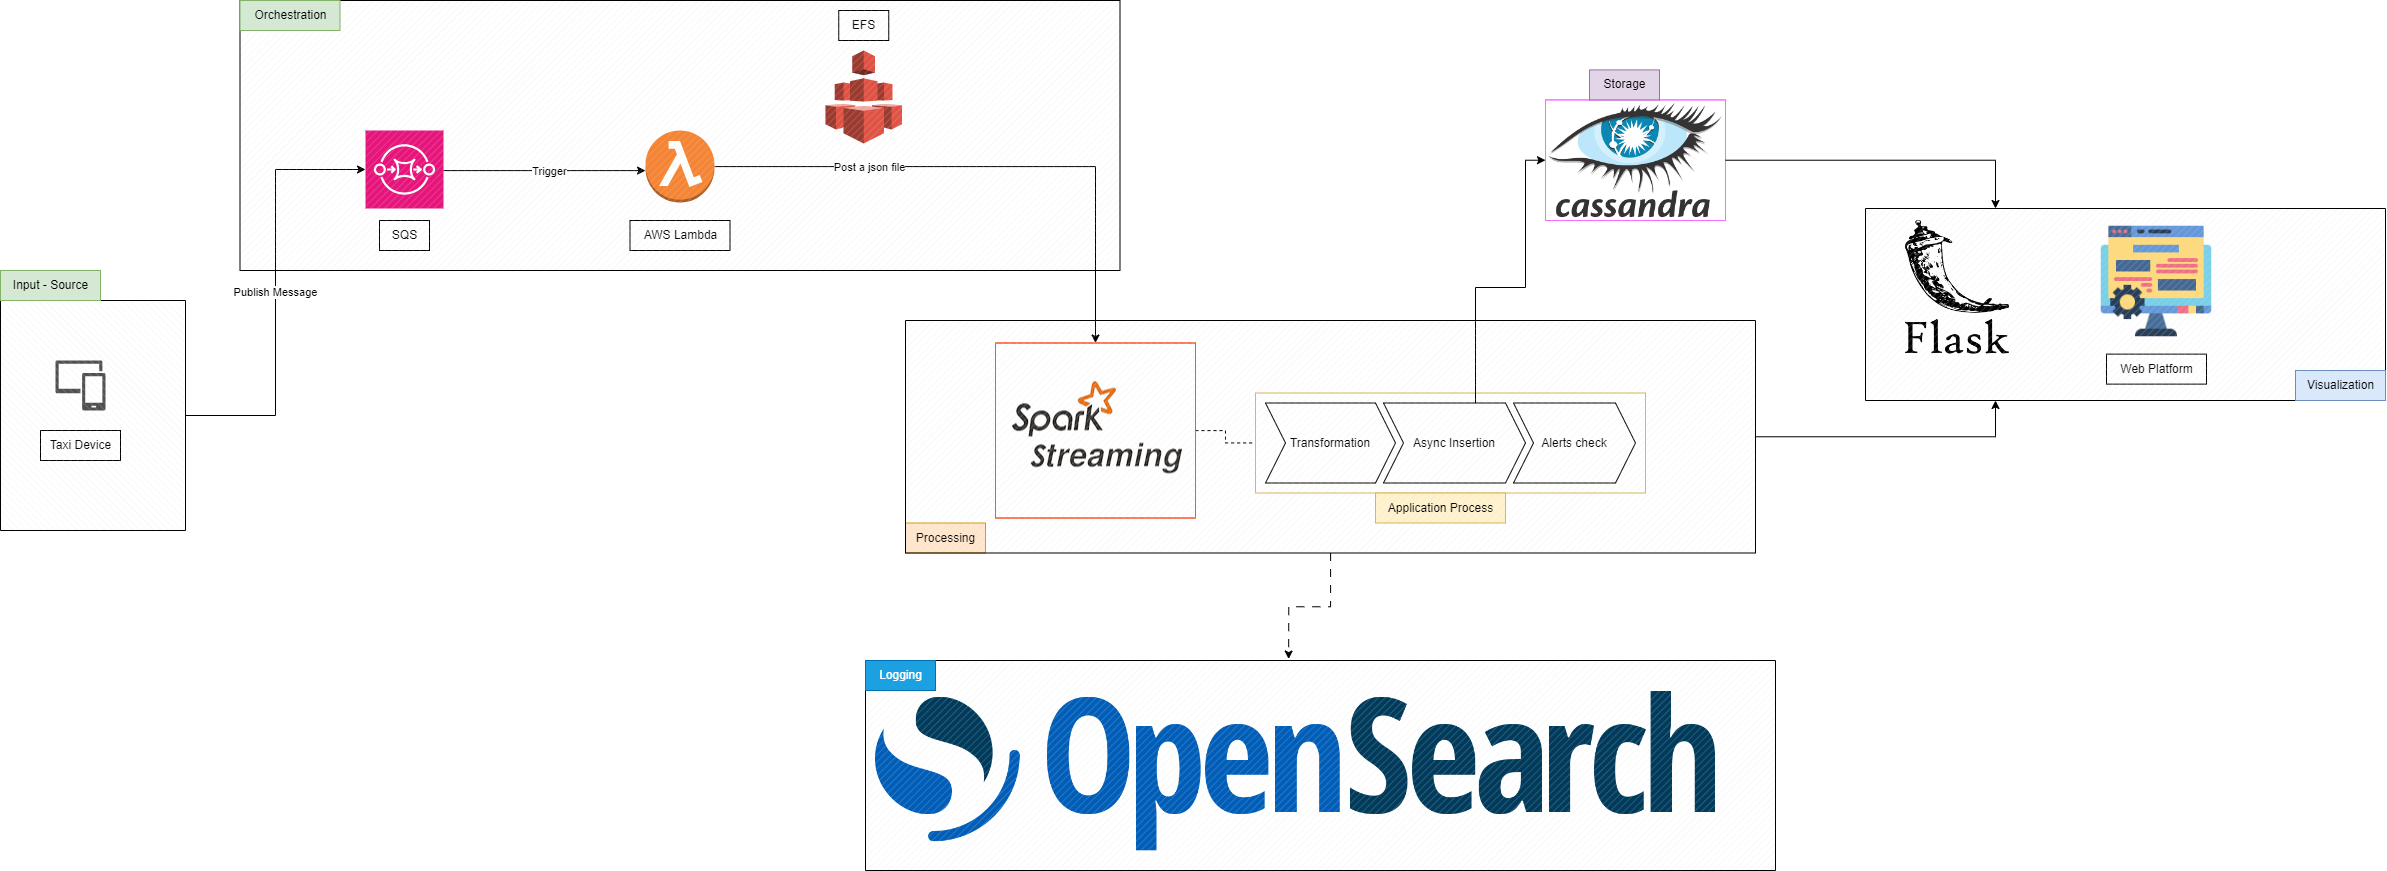 Orchestration
EFS
SQS
Trigger
AWS Lambda
Post a json file
Publish Message
Input - Source
Taxi Device
Storage
cassandra
Flask
Web Platform
Visualization
Spark
Streaming
Transformation
Async Insertion
Alerts check
Application Process
Processing
Logging
OpenSearch